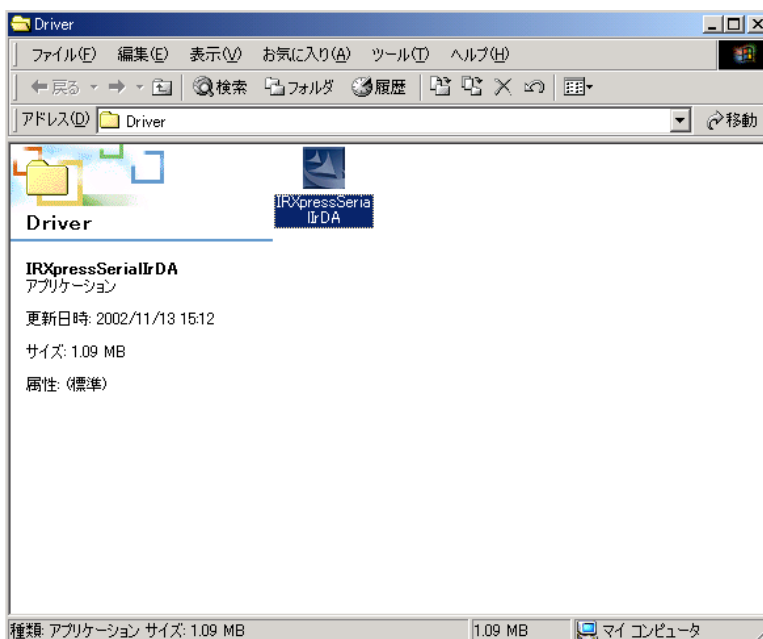 Driver
ファイル(F) 編集(E) 表示(V) お気に入り(A) ツール(T) ヘルプ(H)
戻る 検索 フォルダ 履歴
アドレス(D) Driver 移動
Driver
IRXpressSeria
lIrDA
IRXpressSerialIrDA
アプリケーション
更新日時: 2002/11/13 15:12
サイズ: 1.09 MB
属性: (標準)
種類: アプリケーション サイズ: 1.09 MB 1.09 MB マイ コンピュータ